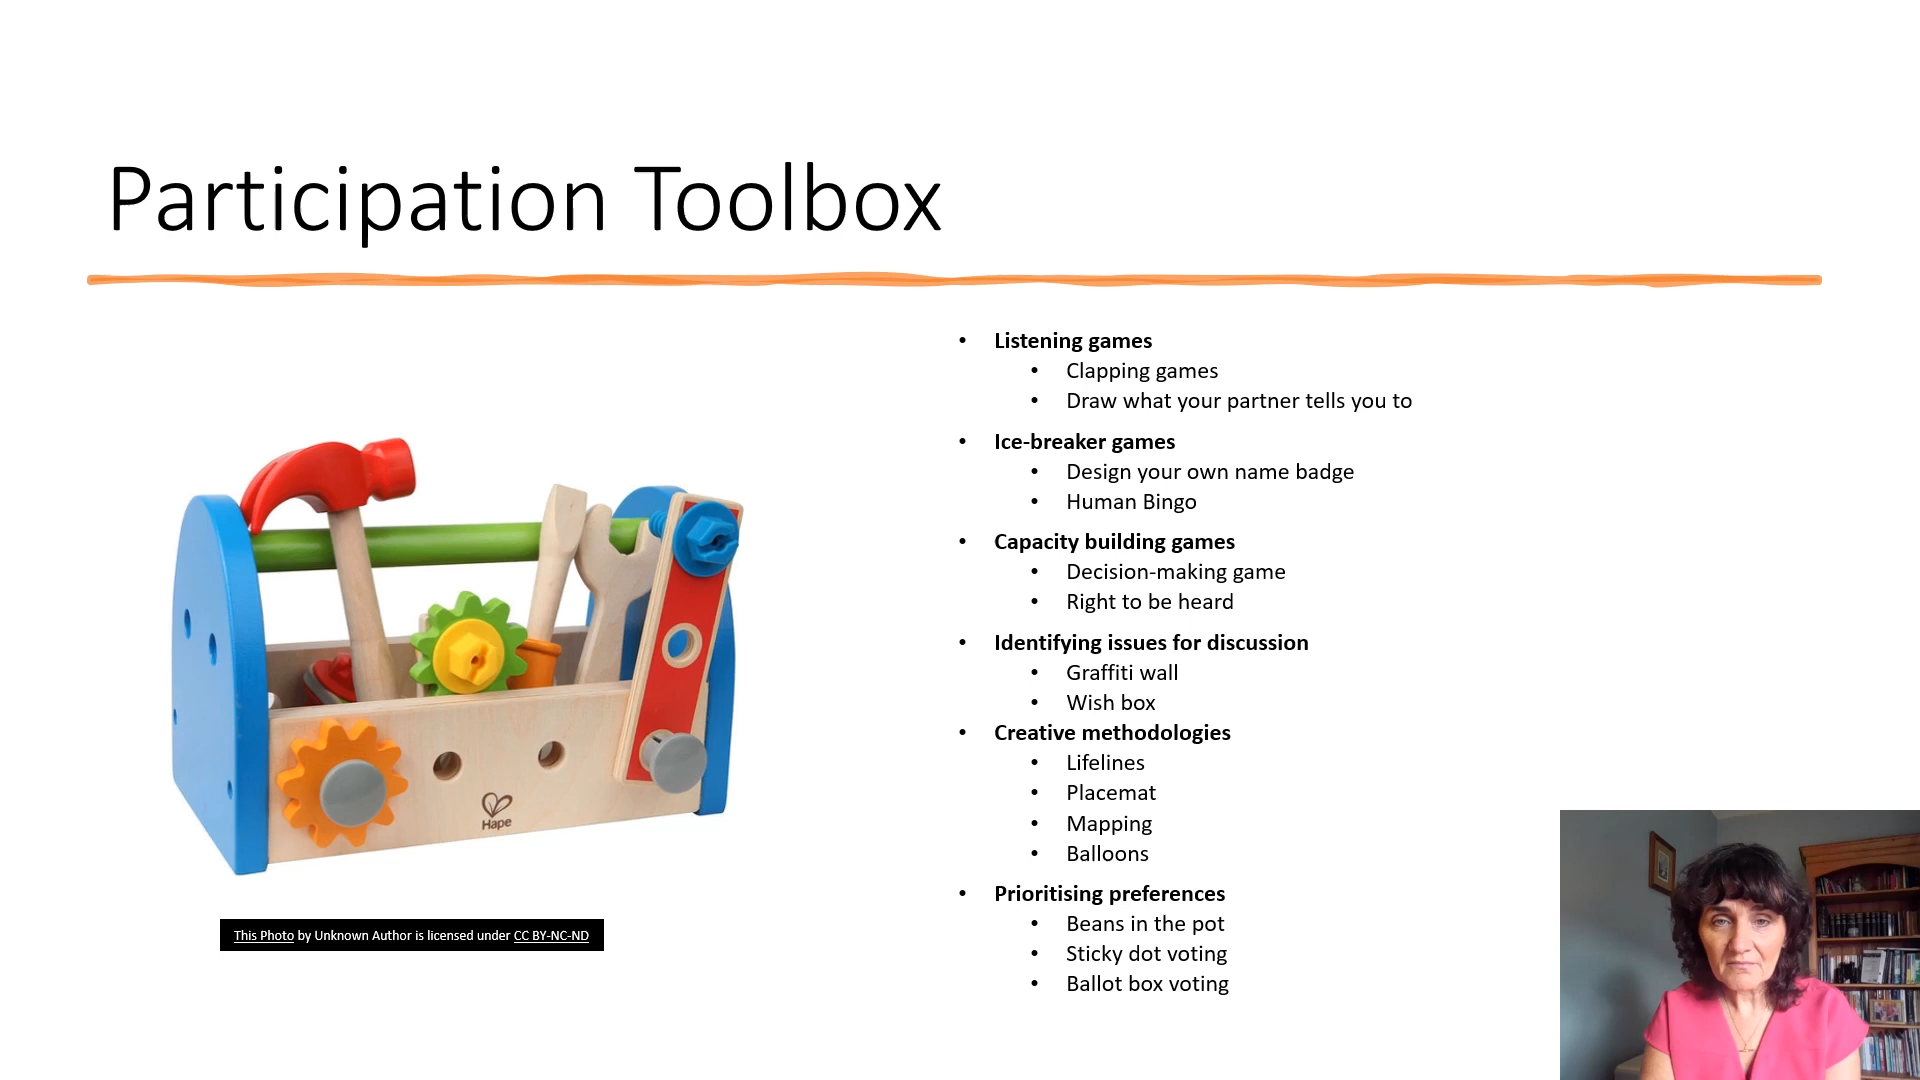 Participation Toolbox
• Listening games
• Clapping games
• Draw what your partner tells you to
• Ice-breaker games
• Design your own name badge
• Human Bingo
• Capacity building games
• Decision-making game
• Right to be heard
• Identifying issues for discussion
• Graffiti wall
• Wish box
• Creative methodologies
• Lifelines
• Placemat
• Mapping
• Balloons
• Prioritising preferences
• Beans in the pot
• Sticky dot voting
• Ballot box voting
Hape
This Photo by Unknown Author is licensed under CC BY-NC-ND